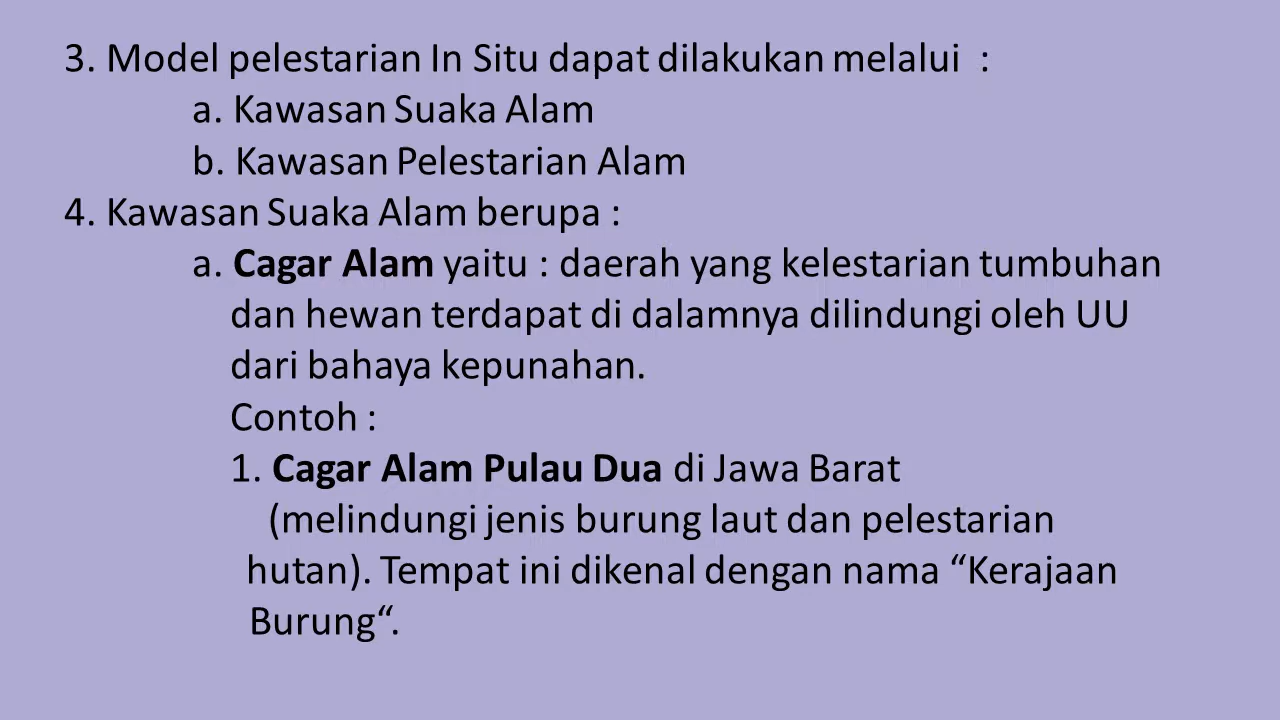 3. Model pelestarian In Situ dapat dilakukan melalui :
a. Kawasan Suaka Alam
b. Kawasan Pelestarian Alam
4. Kawasan Suaka Alam berupa :
a. Cagar Alam yaitu : daerah yang kelestarian tumbuhan
dan hewan terdapat di dalamnya dilindungi oleh UU
dari bahaya kepunahan.
Contoh :
1. Cagar Alam Pulau Dua di Jawa Barat
(melindungi jenis burung laut dan pelestarian
hutan). Tempat ini dikenal dengan nama “Kerajaan
Burung“.